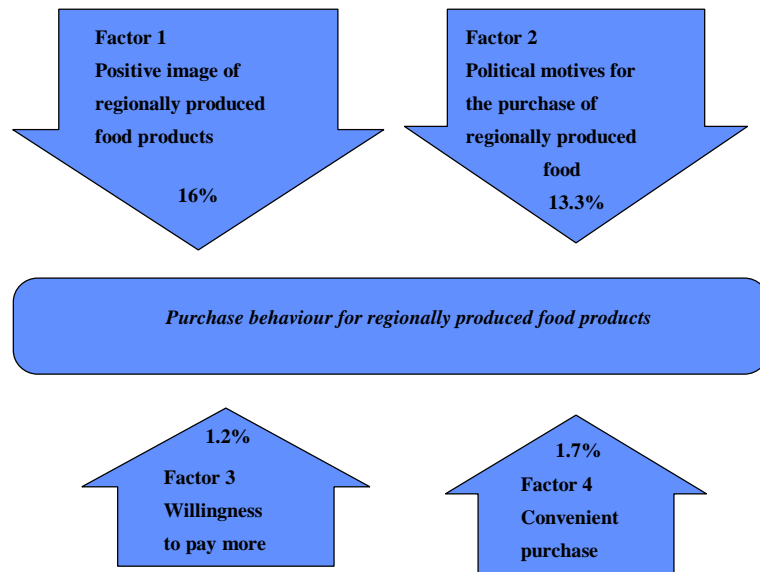 Factor 1
Positive image of
regionally produced
food products
16%
Factor 2
Political motives for
the purchase of
regionally produced
food
13.3%
Purchase behaviour for regionally produced food products
1.2%
Factor 3
Willingness
to pay more
1.7%
Factor 4
Convenient
purchase